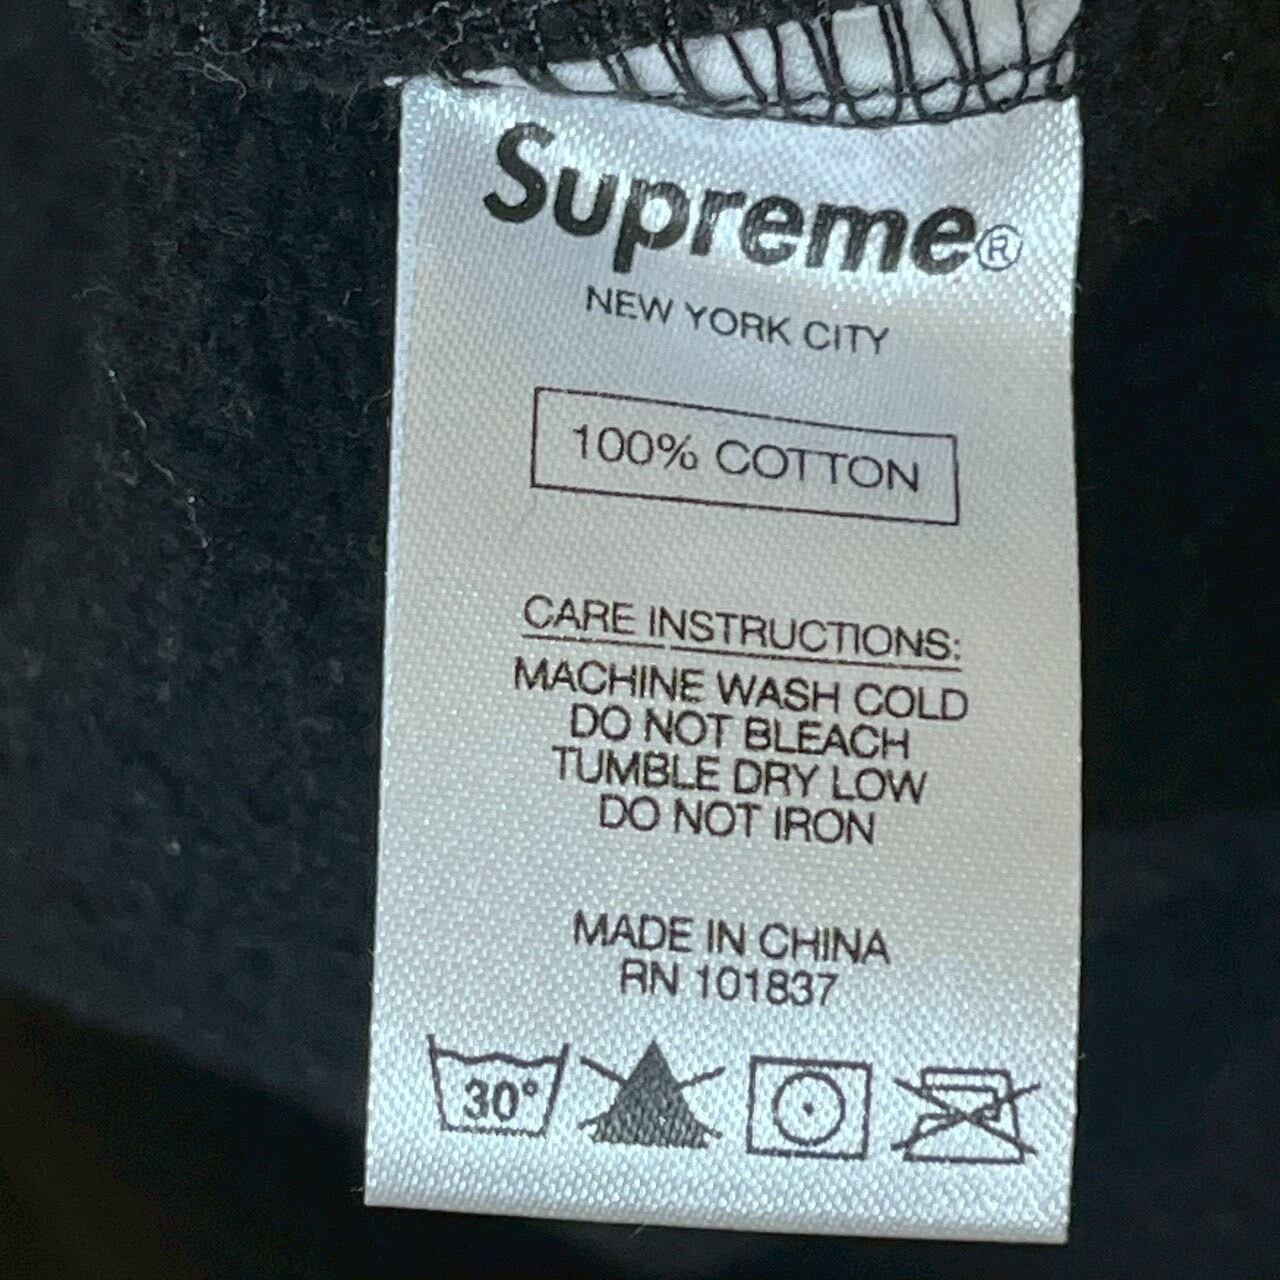 Supreme®
NEW YORK CITY
100% COTTON
CARE INSTRUCTIONS:
MACHINE WASH COLD
DO NOT BLEACH
TUMBLE DRY LOW
DO NOT IRON
MADE IN CHINA
RN 101837
30°